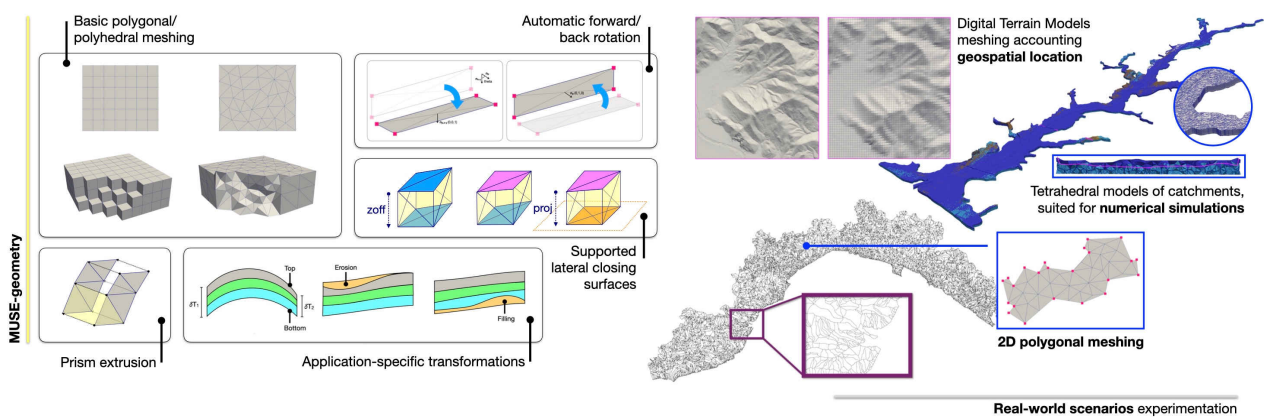 Basic polygonal/
polyhedral meshing
Automatic forward/
back rotation
zoff
proj
Supported
lateral closing
surfaces
MUSE-geometry
Prism extrusion
Top
δT₁
δT₂
Bottom
Erosion
Filling
Application-specific transformations
Digital Terrain Models
meshing accounting
geospatial location
Tetrahedral models of catchments,
suited for numerical simulations
2D polygonal meshing
Real-world scenarios experimentation